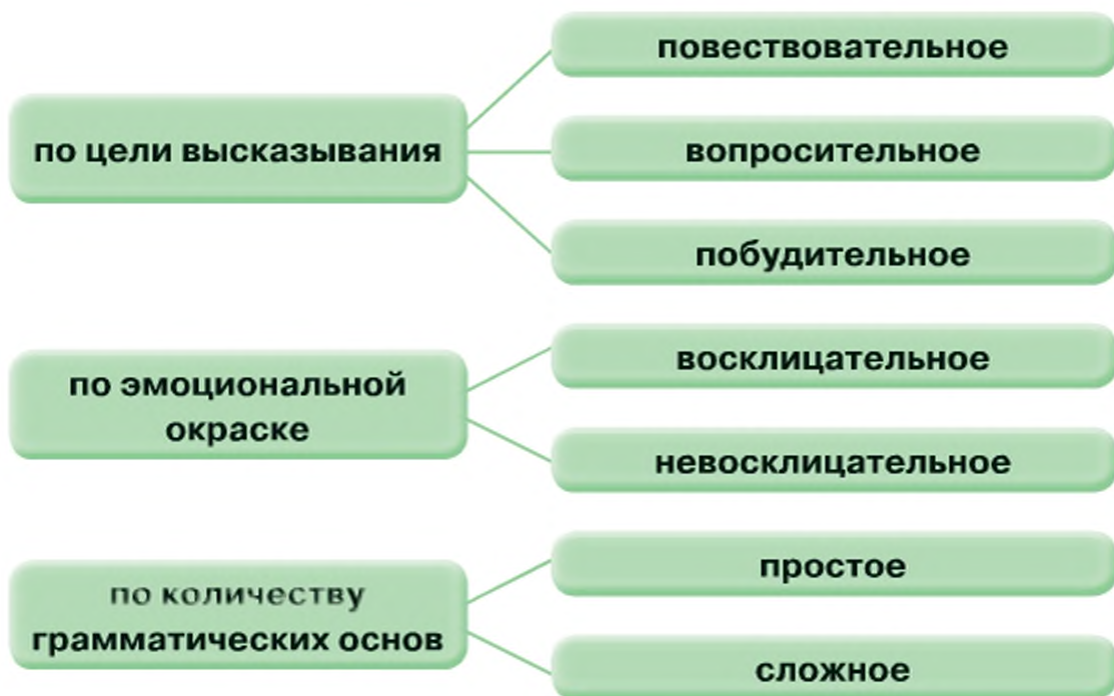 по цели высказывания
повествовательное
вопросительное
побудительное
по эмоциональной
окраске
восклицательное
невосклицательное
по количеству
грамматических основ
простое
сложное